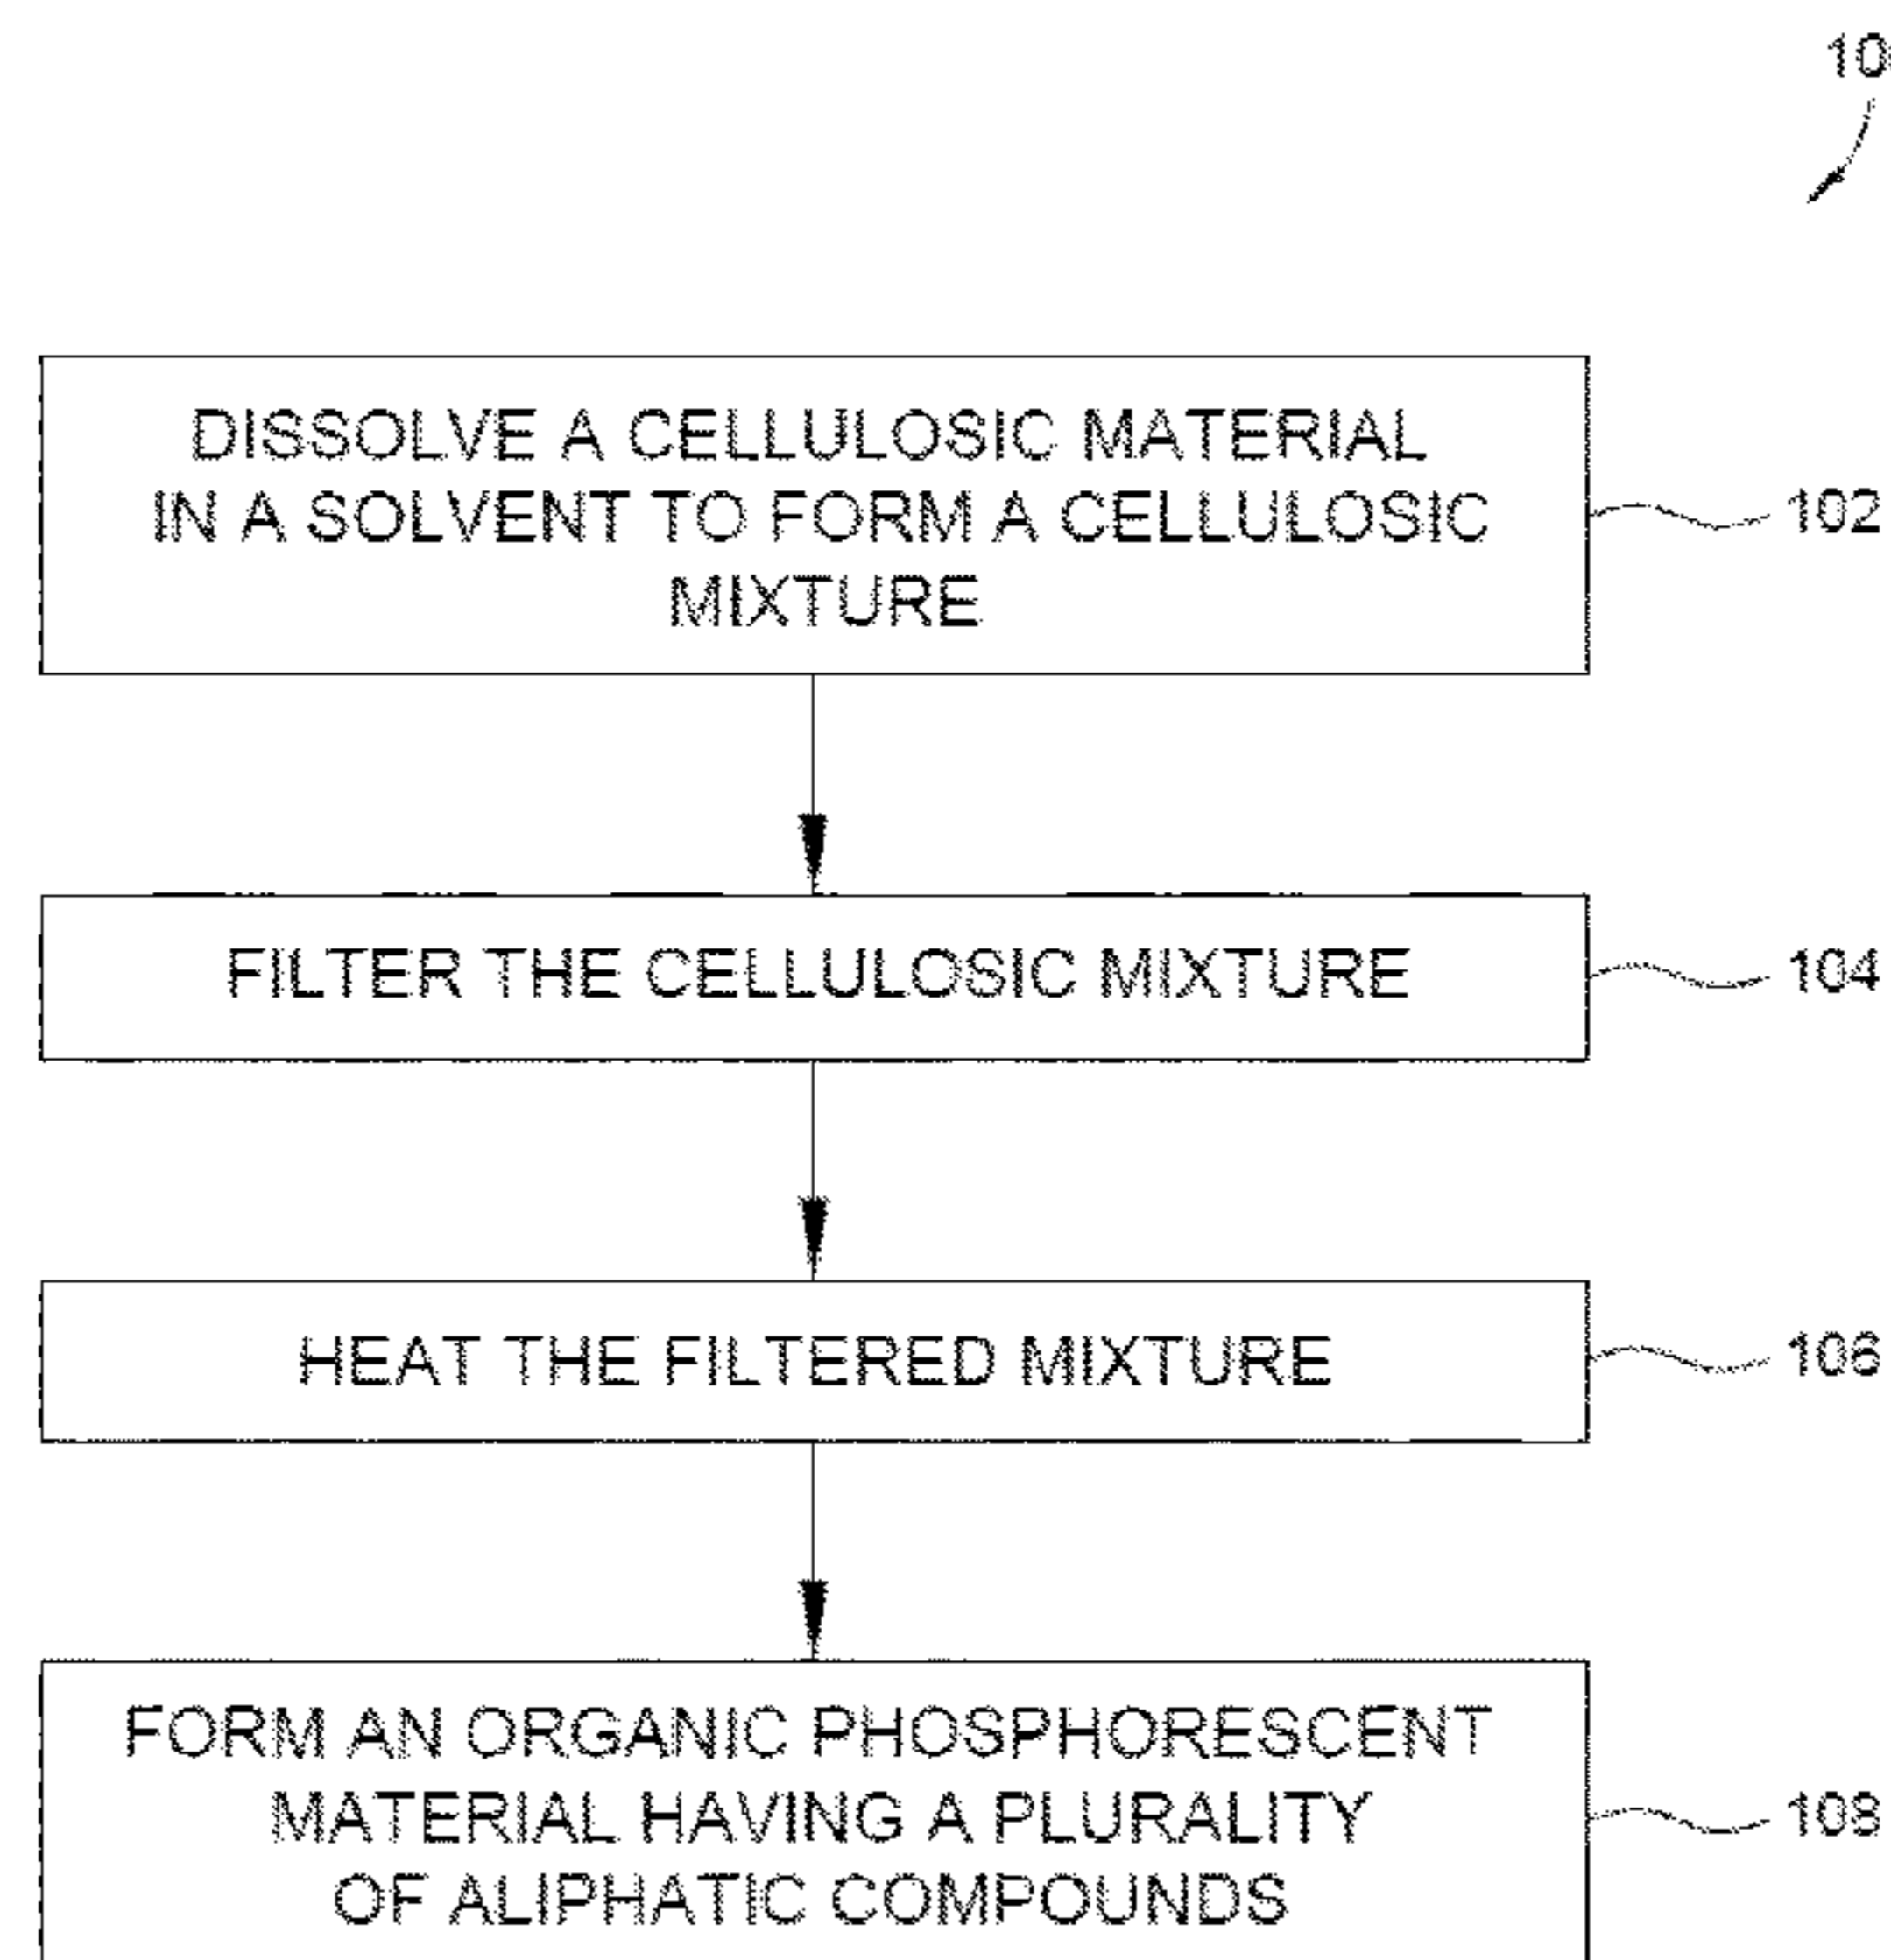 DISSOLVE A CELLULOSIC MATERIAL
IN A SOLVENT TO FORM A CELLULOSIC
MIXTURE
102
FILTER THE CELLULOSIC MIXTURE
104
HEAT THE FILTERED MIXTURE
106
FORM AN ORGANIC PHOSPHORESCENT
MATERIAL HAVING A PLURALITY
OF ALIPHATIC COMPOUNDS
108